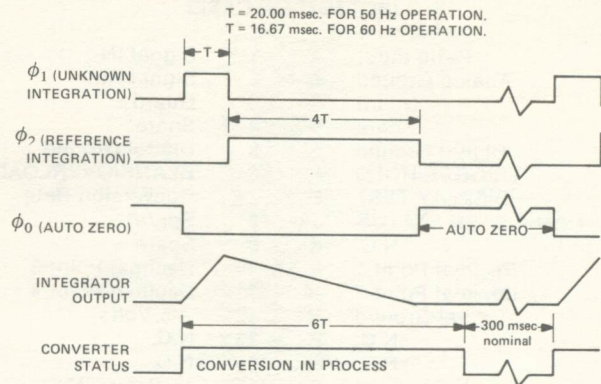 T = 20.00 msec. FOR 50 Hz OPERATION.
T = 16.67 msec. FOR 60 Hz OPERATION.
T
ϕ1 (UNKNOWN
INTEGRATION)
4T
ϕ2 (REFERENCE
INTEGRATION)
ϕ0 (AUTO ZERO)
AUTO ZERO
INTEGRATOR
OUTPUT
6T
300 msec
nominal
CONVERTER
STATUS
CONVERSION IN PROCESS